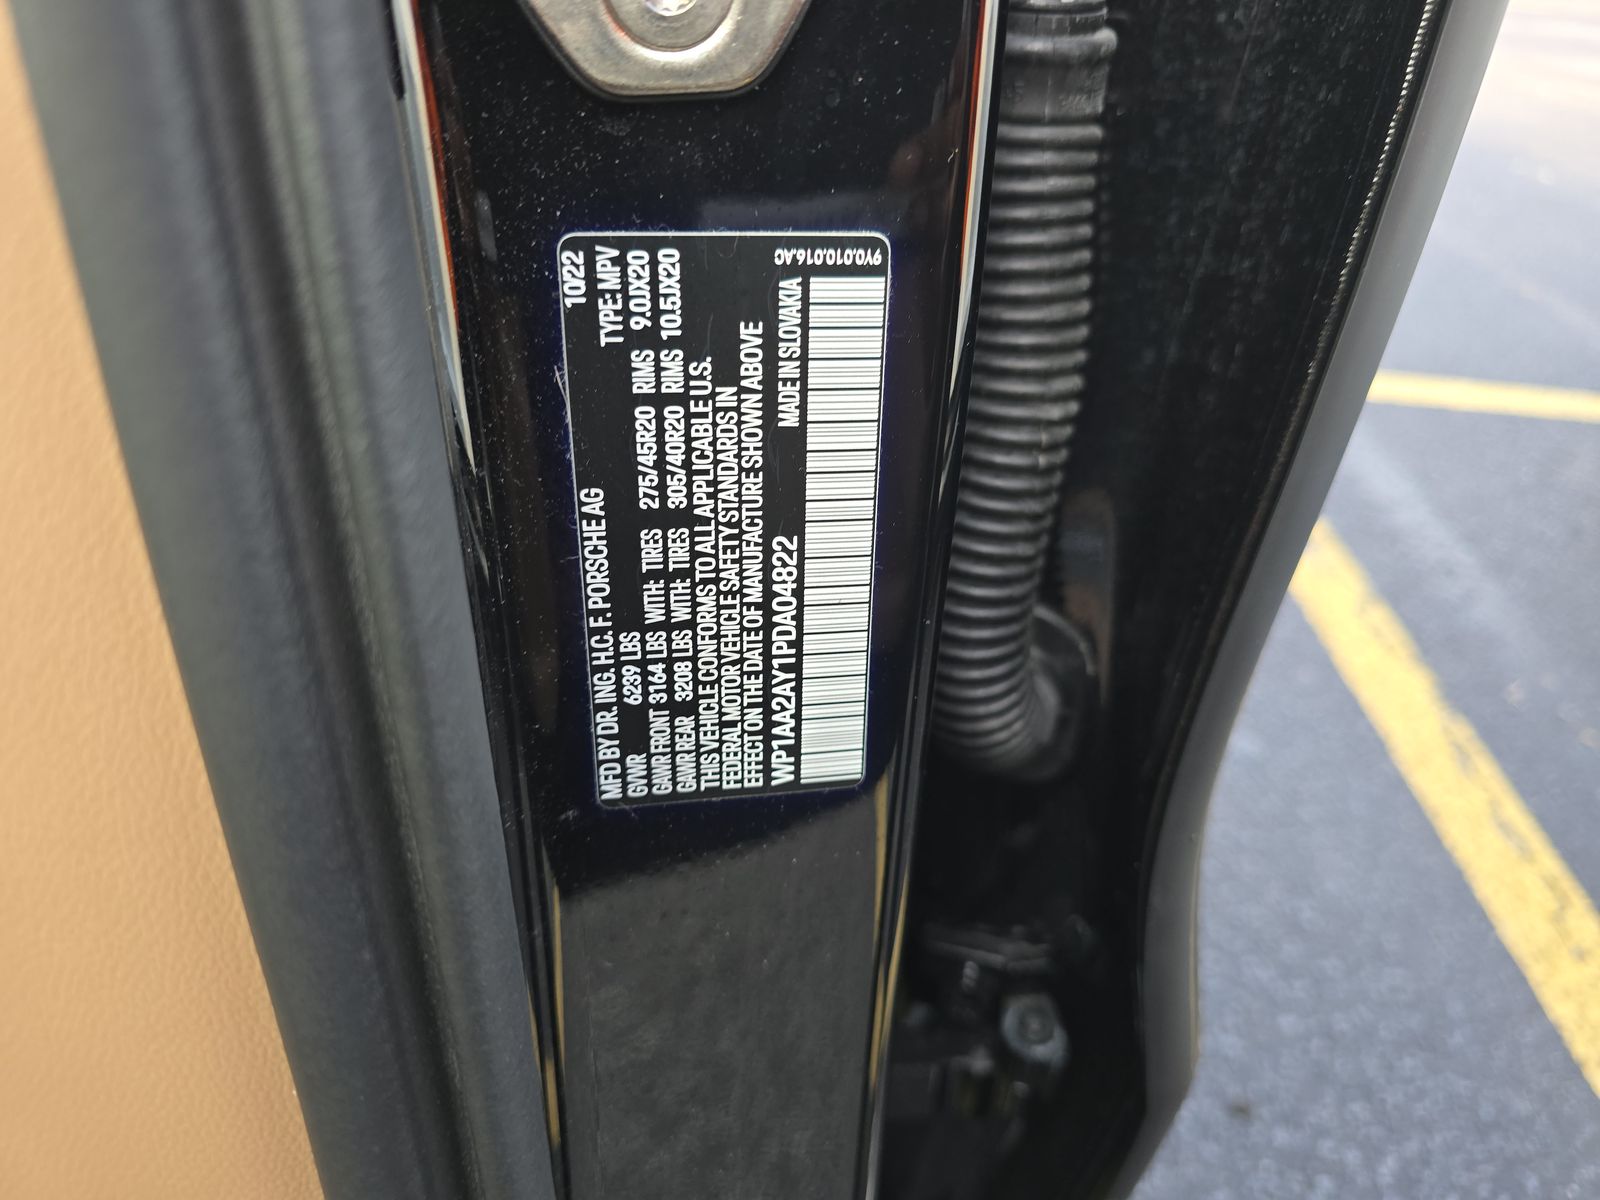 10/22
MFD BY DR. ING. H.C. F. PORSCHE AG TYPE: MPV
GVWR 6239 LBS
GAWR FRONT 3164 LBS WITH: TIRES 275/45R20 RIMS 9.0JX20
GAWR REAR 3208 LBS WITH: TIRES 305/40R20 RIMS 10.5JX20
THIS VEHICLE CONFORMS TO ALL APPLICABLE U.S.
FEDERAL MOTOR VEHICLE SAFETY STANDARDS IN
EFFECT ON THE DATE OF MANUFACTURE SHOWN ABOVE
WP1AA2AY1PDA04822 MADE IN SLOVAKIA
9Y0.010.016.AC